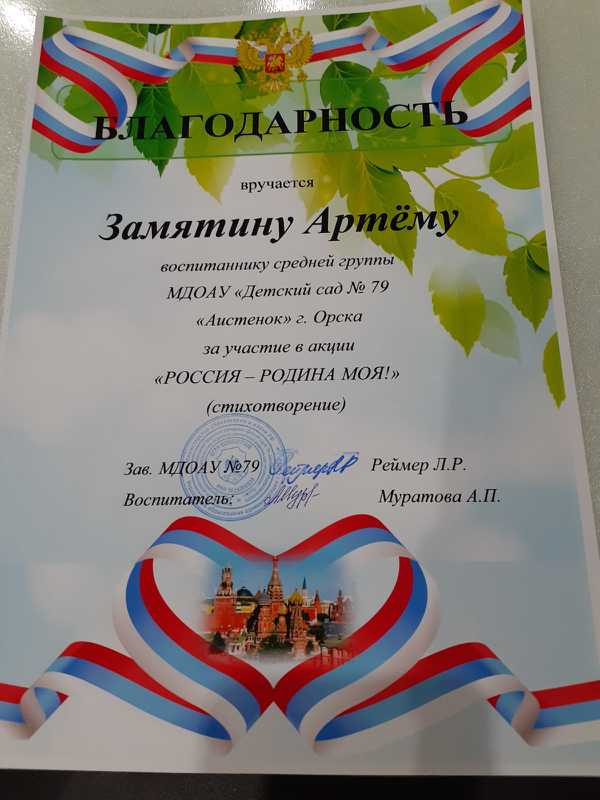 БЛАГОДАРНОСТЬ
вручается
Замятину Артёму
воспитаннику средней группы
МДОАУ «Детский сад № 79
«Аистенок» г. Орска
за участие в акции
«РОССИЯ – РОДИНА МОЯ!»
(стихотворение)
Зав. МДОАУ №79 Реймер Л.Р.
Воспитатель: Муратова А.П.